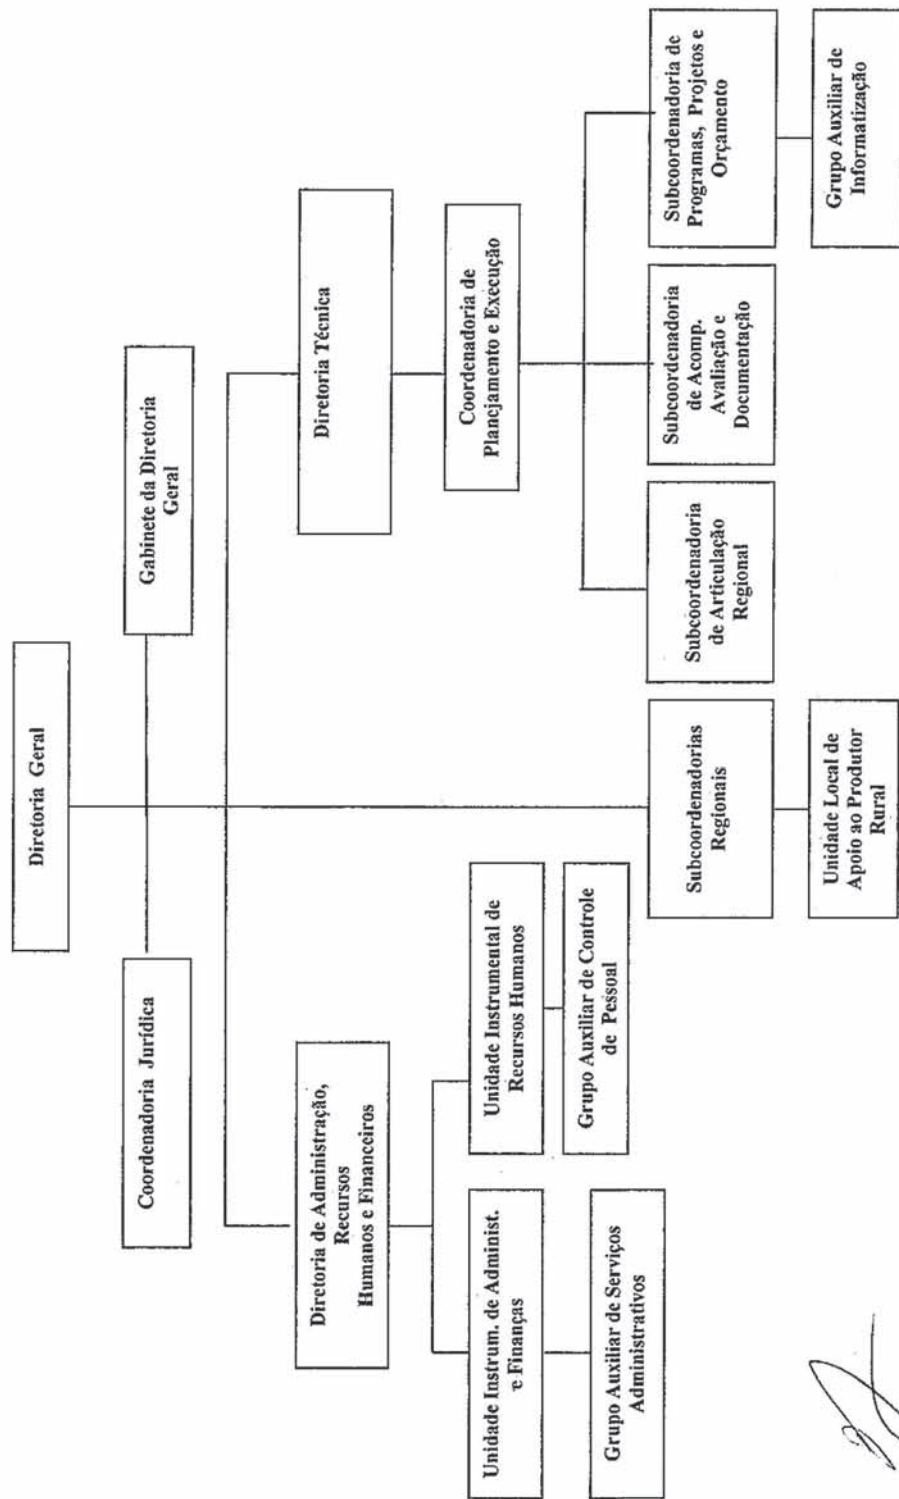 Diretoria Geral
Coordenadoria Jurídica
Gabinete da Diretoria
Geral
Diretoria de Administração,
Recursos
Humanos e Financeiros
Diretoria Técnica
Unidade Instrum. de Administ.
e Finanças
Unidade Instrumental de
Recursos Humanos
Coordenadoria de
Planejamento e Execução
Grupo Auxiliar de Serviços
Administrativos
Grupo Auxiliar de Controle
de Pessoal
Subcoordenadorias
Regionais
Subcoordenadoria
de Articulação
Regional
Subcoordenadoria
de Acomp.
Avaliação e
Documentação
Subcoordenadoria de
Programas, Projetos e
Orçamento
Unidade Local de
Apoio ao Produtor
Rural
Grupo Auxiliar de
Informatização